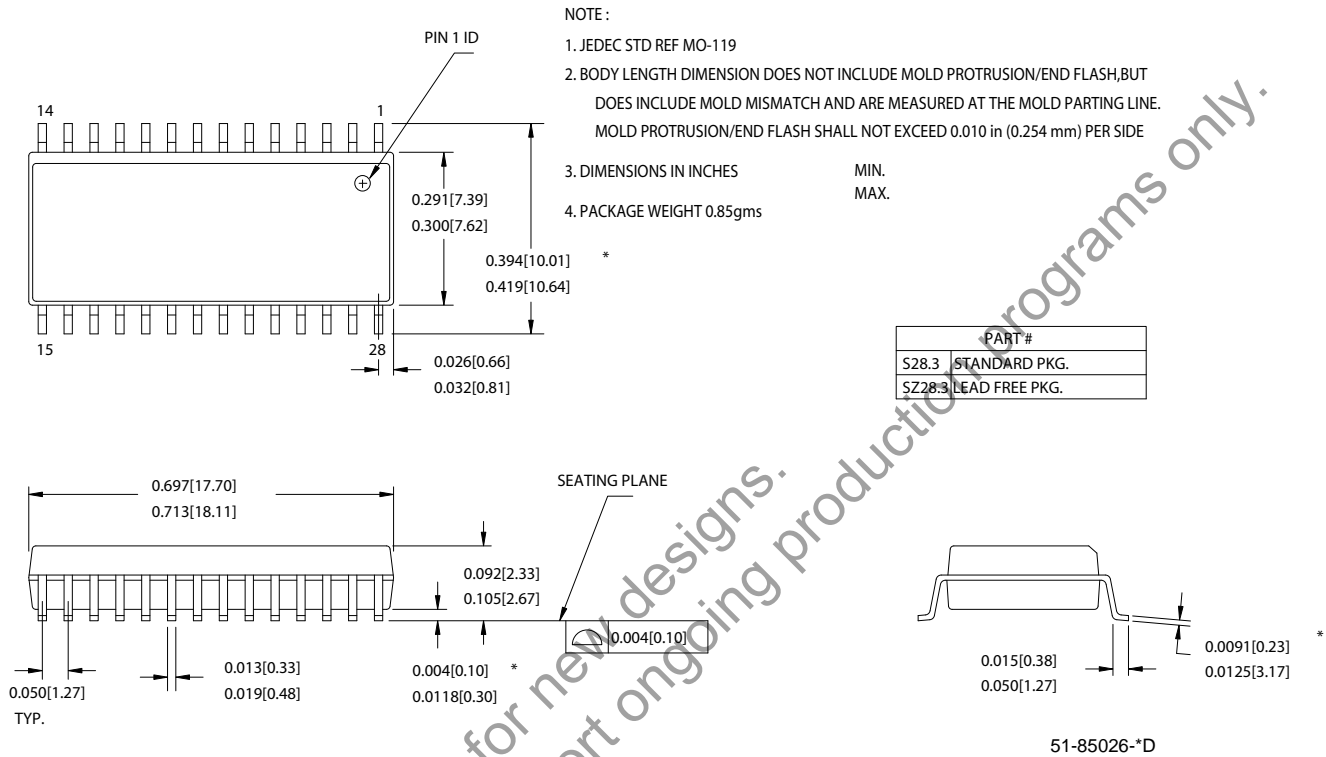 NOTE :
1. JEDEC STD REF MO-119
2. BODY LENGTH DIMENSION DOES NOT INCLUDE MOLD PROTRUSION/END FLASH,BUT
DOES INCLUDE MOLD MISMATCH AND ARE MEASURED AT THE MOLD PARTING LINE.
MOLD PROTRUSION/END FLASH SHALL NOT EXCEED 0.010 in (0.254 mm) PER SIDE
3. DIMENSIONS IN INCHES
MIN.
MAX.
4. PACKAGE WEIGHT 0.85gms
PIN 1 ID
14
1
0.291[7.39]
0.300[7.62]
0.394[10.01]
*
0.419[10.64]
15
28
0.026[0.66]
0.032[0.81]
PART #
S28.3 STANDARD PKG.
SZ28.3 LEAD FREE PKG.
0.697[17.70]
0.713[18.11]
SEATING PLANE
0.092[2.33]
0.105[2.67]
0.004[0.10]
0.050[1.27]
TYP.
0.013[0.33]
0.019[0.48]
0.004[0.10]
*
0.0118[0.30]
0.015[0.38]
0.050[1.27]
0.0091[0.23]
*
0.0125[3.17]
51-85026-*D
for new designs.
ongoing production programs only.